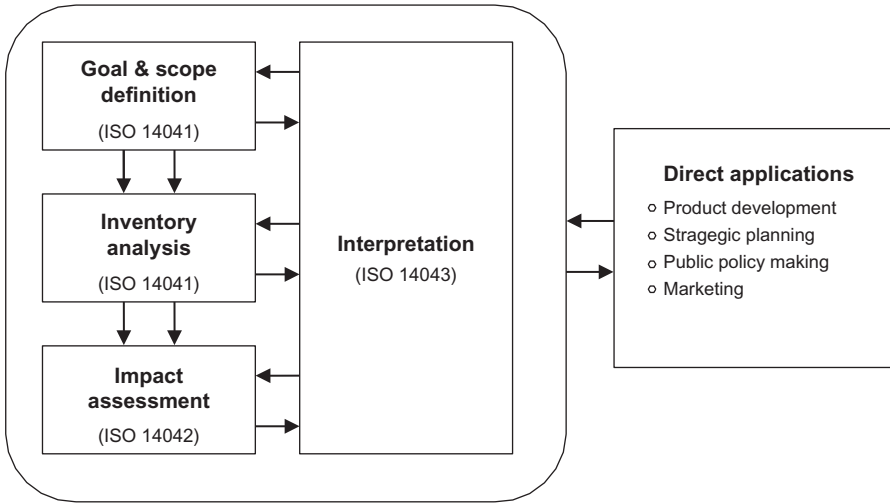 Goal & scope
definition
(ISO 14041)
Inventory
analysis
(ISO 14041)
Impact
assessment
(ISO 14042)
Interpretation
(ISO 14043)
Direct applications
Product development
Stragegic planning
Public policy making
Marketing